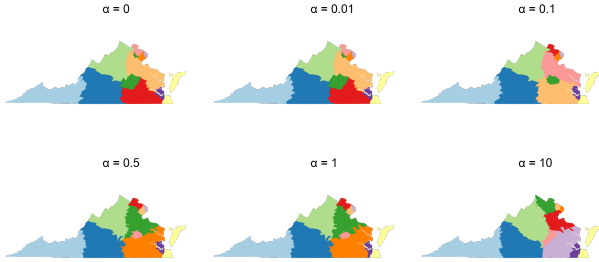 α = 0
α = 0.01
α = 0.1
α = 0.5
α = 1
α = 10